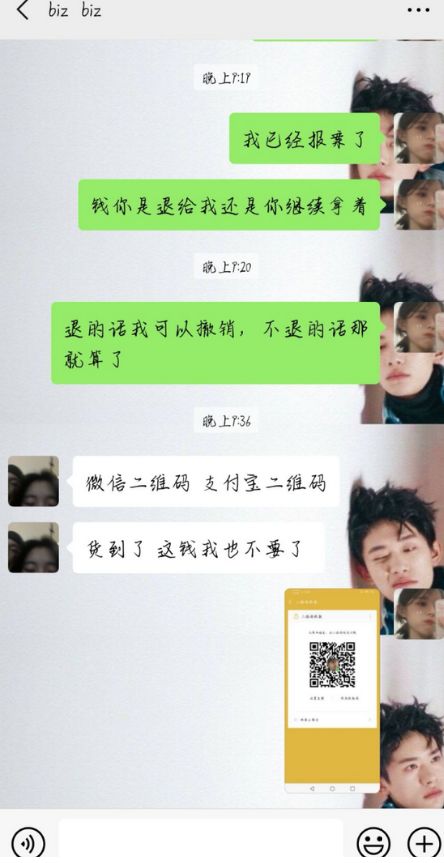 biz biz
晚上9:19
我已经报案了
钱你是退给我还是你继续拿着
晚上9:20
退的话我可以撤销，不退的话那
就算了
晚上9:36
微信二维码 支付宝二维码
货到了 这钱我也不要了